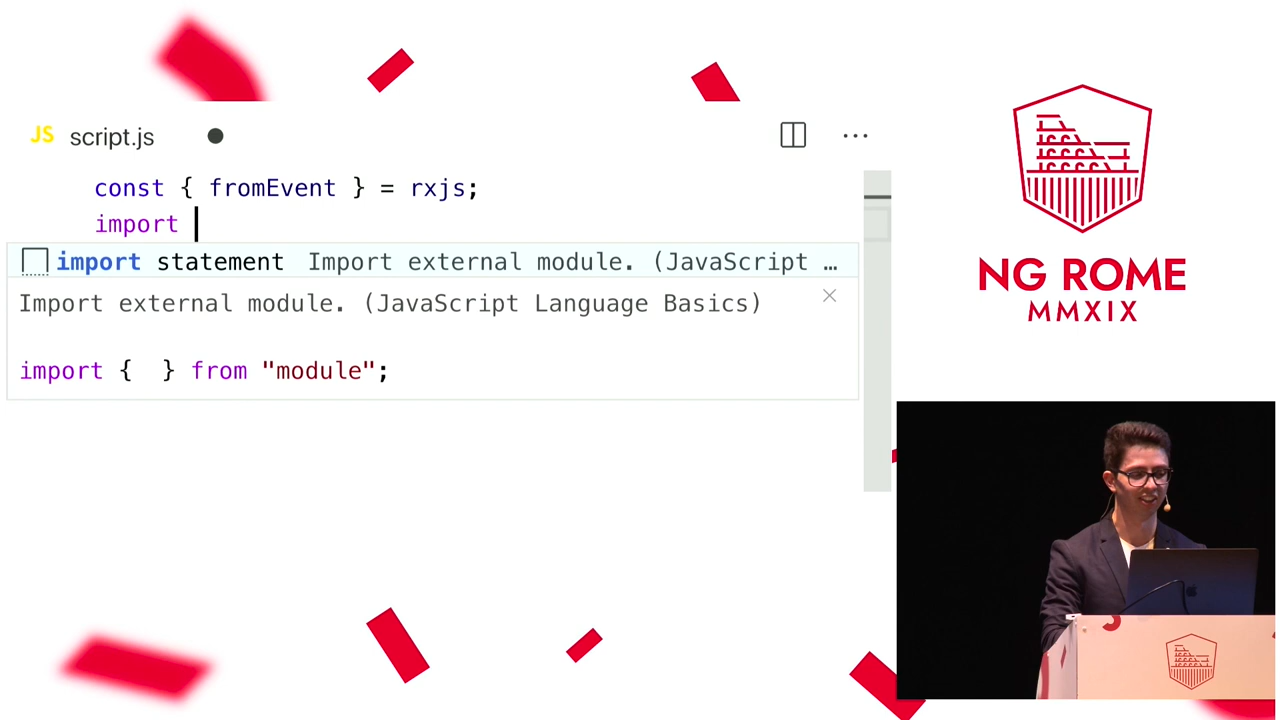 JS script.js ● ...
const { fromEvent } = rxjs;
import
import statement Import external module. (JavaScript …
Import external module. (JavaScript Language Basics)
import { } from "module";
NG ROME
MMXIX